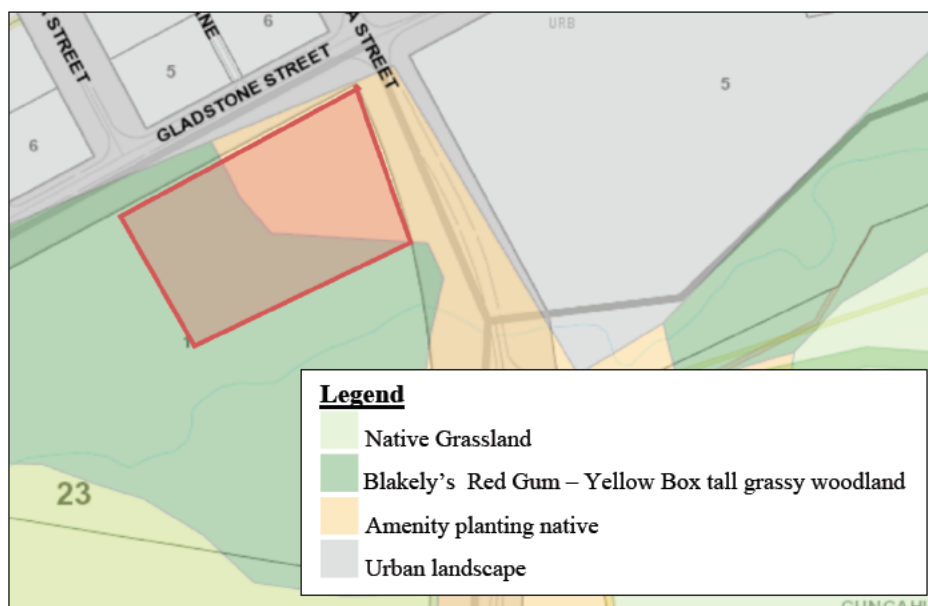 URB
6
A STREET
STREET
NE
5
GLADSTONE STREET
5
6
23
Legend
Native Grassland
Blakely's Red Gum – Yellow Box tall grassy woodland
Amenity planting native
Urban landscape